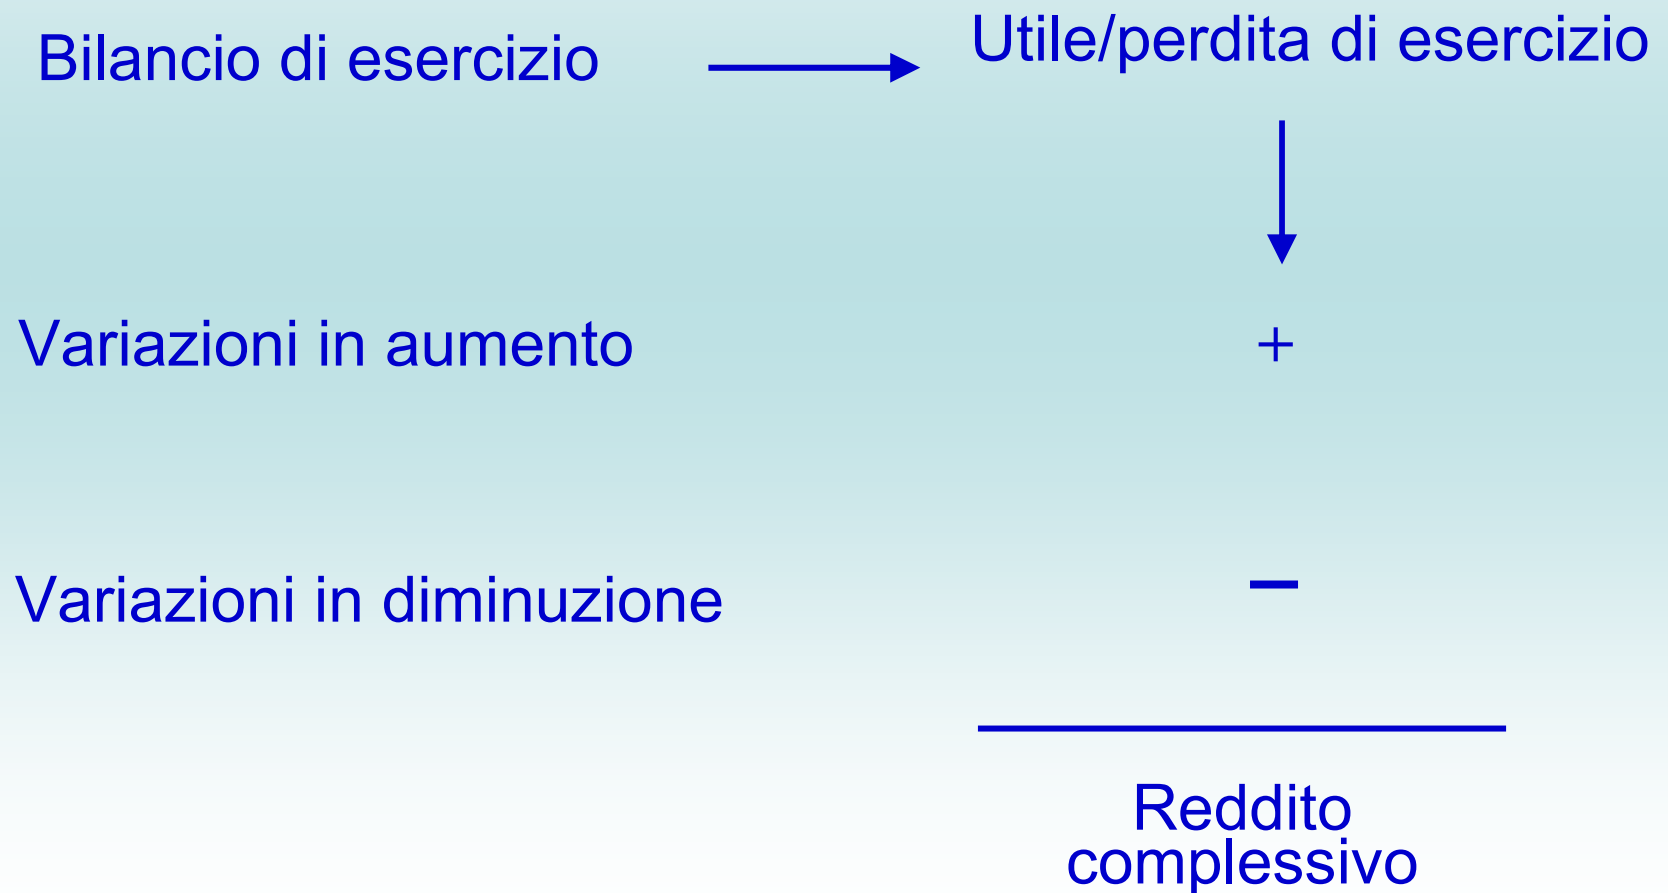 Bilancio di esercizio
Utile/perdita di esercizio
Variazioni in aumento
+
Variazioni in diminuzione
–
Reddito
complessivo